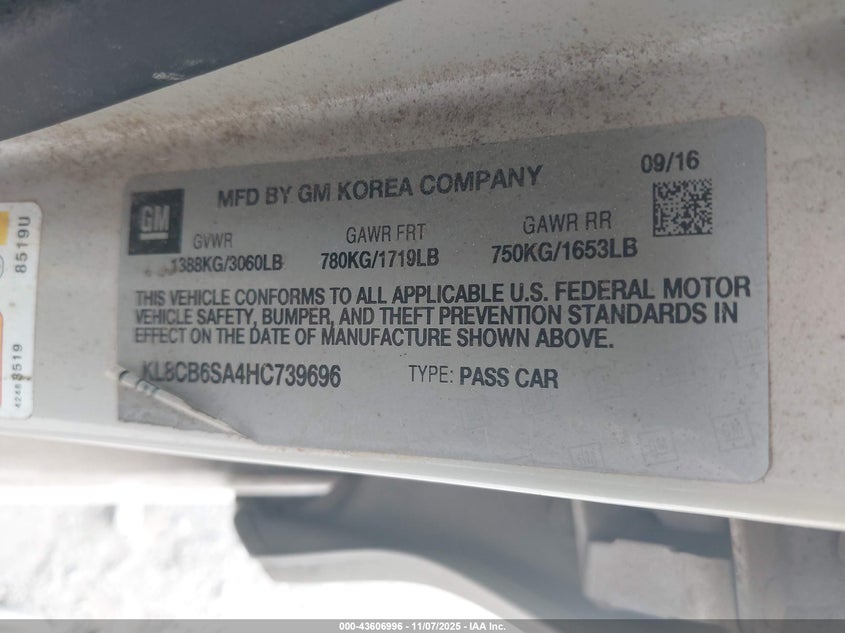 MFD BY GM KOREA COMPANY
09/16
GM
GVWR
GAWR FRT
GAWR RR
1388KG/3060LB
780KG/1719LB
750KG/1653LB
THIS VEHICLE CONFORMS TO ALL APPLICABLE U.S. FEDERAL MOTOR
VEHICLE SAFETY, BUMPER, AND THEFT PREVENTION STANDARDS IN
EFFECT ON THE DATE OF MANUFACTURE SHOWN ABOVE.
KL8CB6SA4HC739696
TYPE: PASS CAR
8519U
8519
000-43606996 - 11/07/2025 - IAA Inc.